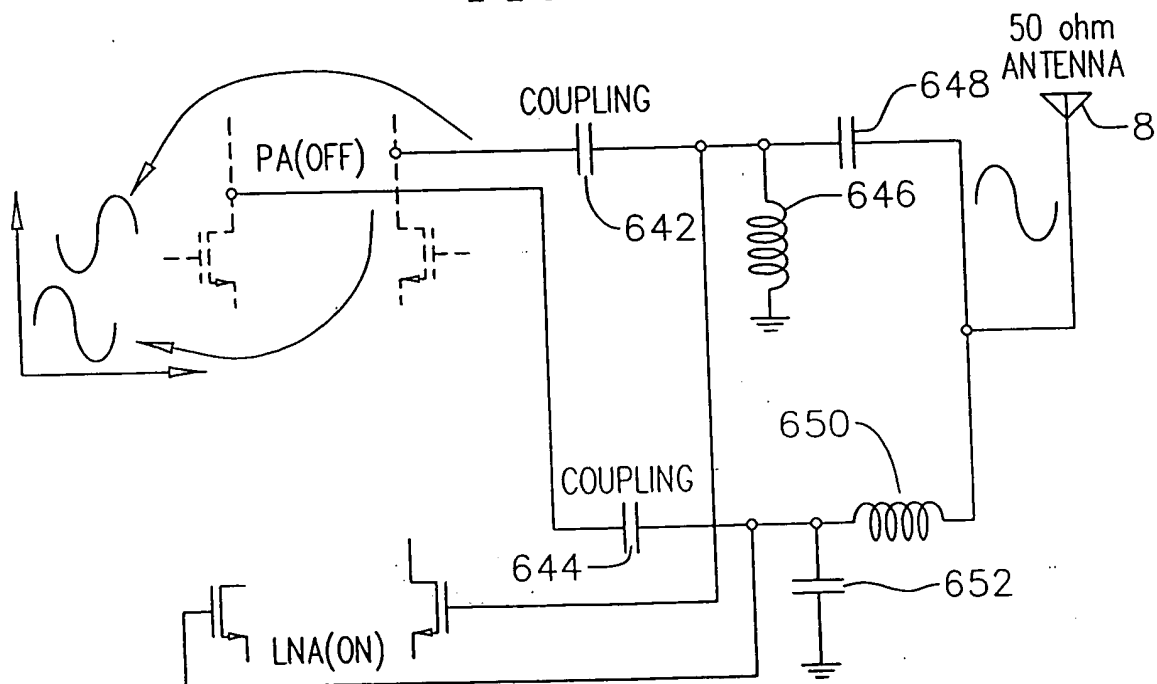 50 ohm
ANTENNA
8
648
COUPLING
PA(OFF)
642
646
650
COUPLING
644
652
LNA(ON)